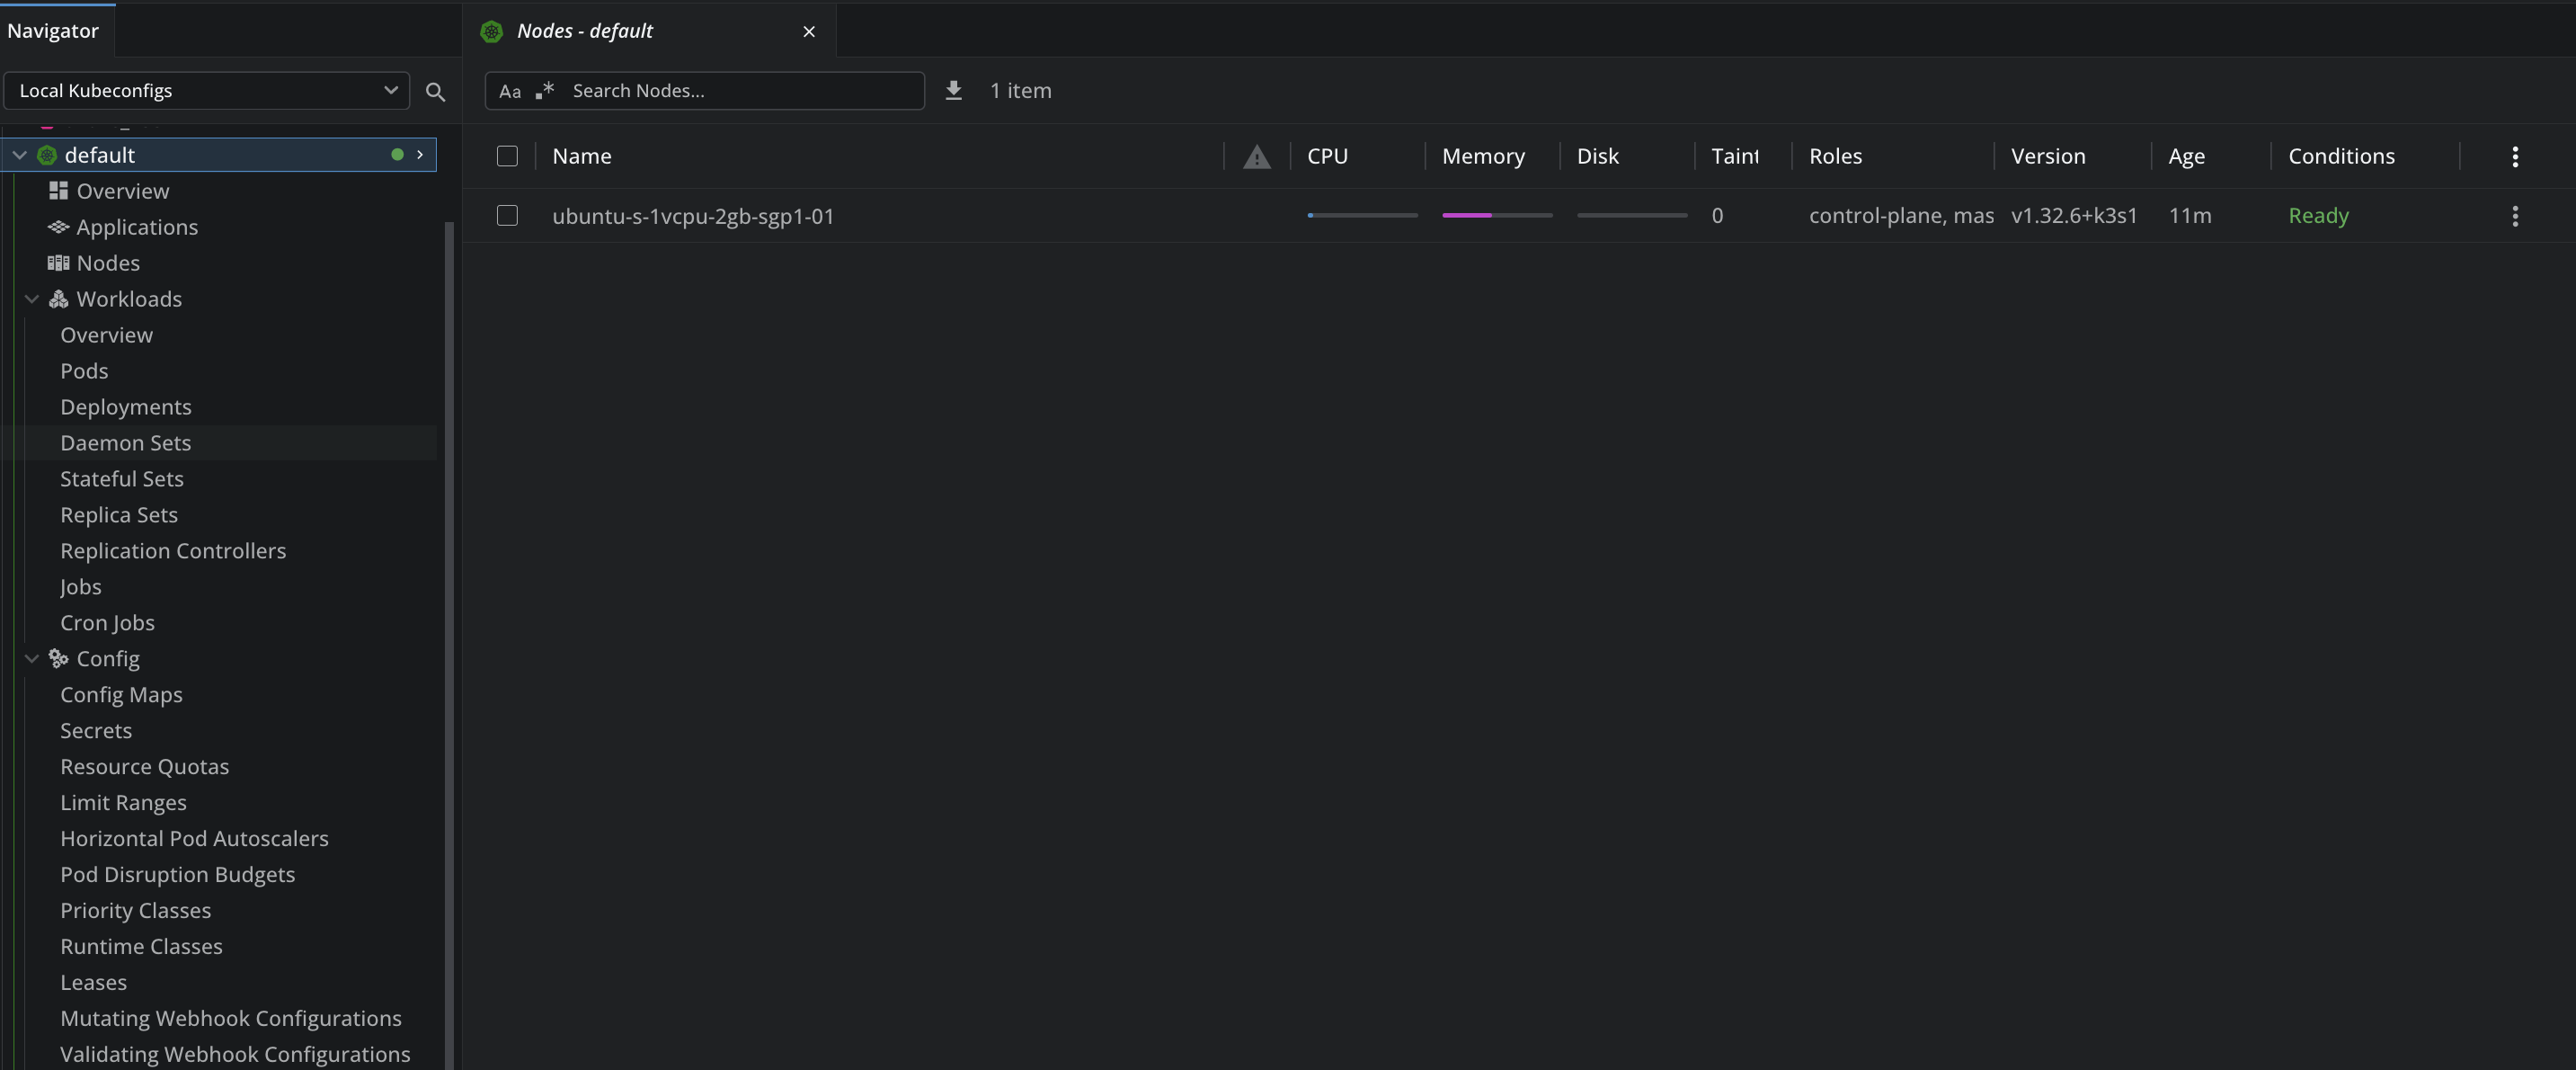 Navigator
Nodes - default
Local Kubeconfigs
Aa .* Search Nodes...
1 item
default
Overview
Applications
Nodes
Workloads
Overview
Pods
Deployments
Daemon Sets
Stateful Sets
Replica Sets
Replication Controllers
Jobs
Cron Jobs
Config
Config Maps
Secrets
Resource Quotas
Limit Ranges
Horizontal Pod Autoscalers
Pod Disruption Budgets
Priority Classes
Runtime Classes
Leases
Mutating Webhook Configurations
Validating Webhook Configurations
Name CPU Memory Disk Taint Roles Version Age Conditions
ubuntu-s-1vcpu-2gb-sgp1-01 0 control-plane, mas v1.32.6+k3s1 11m Ready